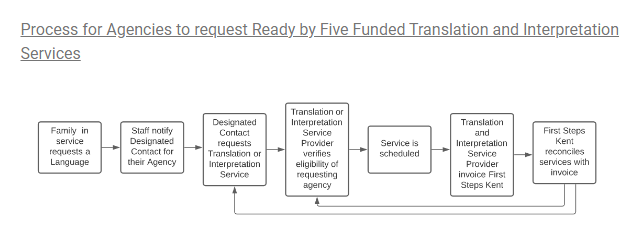 Process for Agencies to request Ready by Five Funded Translation and Interpretation
Services
Family in
service
requests a
Language
Staff notify
Designated
Contact for
their Agency
Designated
Contact
requests
Translation or
Interpretation
Service
Translation or
Interpretation
Service
Provider
verifies
eligibility of
requesting
agency
Service is
scheduled
Translation
and
Interpretation
Service
Provider
invoice First
Steps Kent
First Steps
Kent
reconciles
services with
invoice